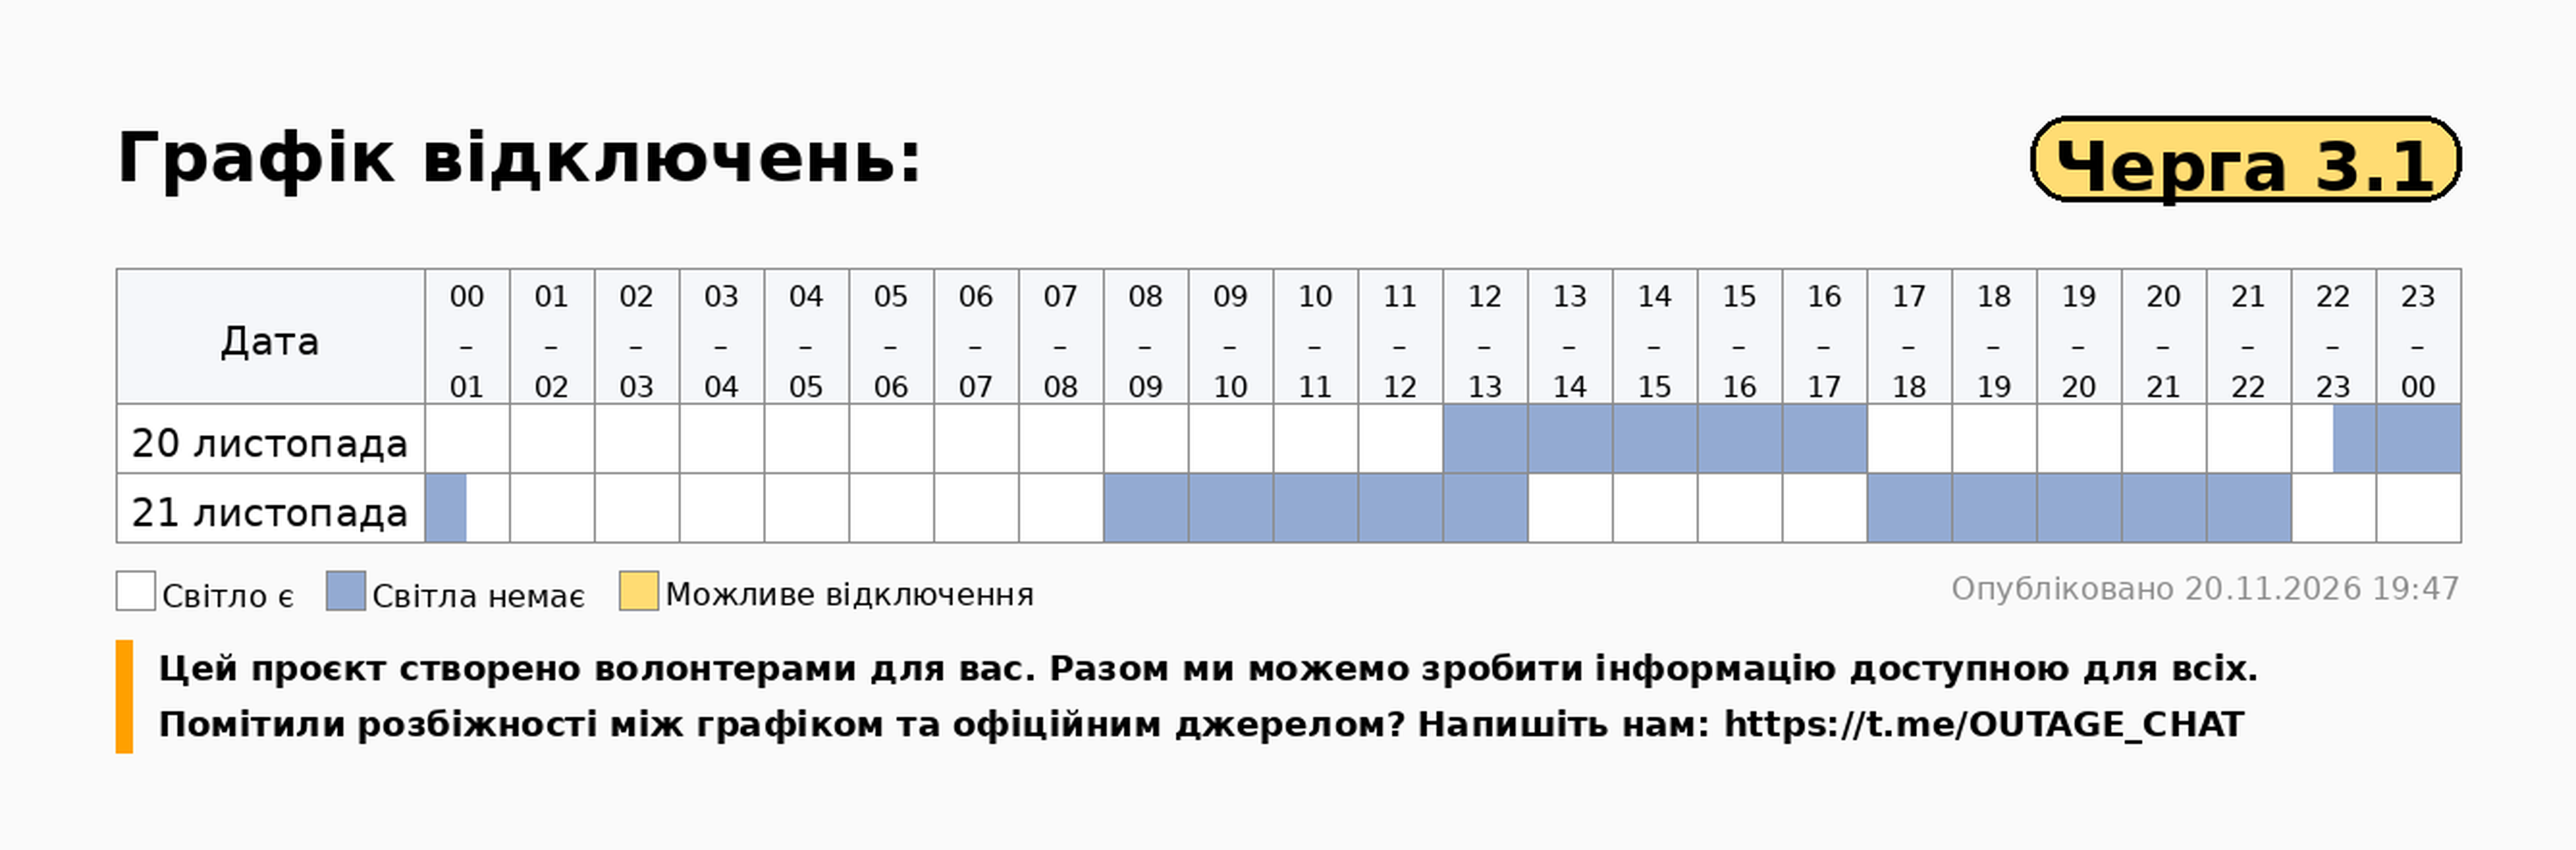 Графік відключень:
Черга 3.1
Дата 00 – 01 01 – 02 02 – 03 03 – 04 04 – 05 05 – 06 06 – 07 07 – 08 08 – 09 09 – 10 10 – 11 11 – 12 12 – 13 13 – 14 14 – 15 15 – 16 16 – 17 17 – 18 18 – 19 19 – 20 20 – 21 21 – 22 22 – 23 23 – 00
20 листопада
21 листопада
Світло є Світла немає Можливе відключення
Опубліковано 20.11.2026 19:47
Цей проєкт створено волонтерами для вас. Разом ми можемо зробити інформацію доступною для всіх.
Помітили розбіжності між графіком та офіційним джерелом? Напишіть нам: https://t.me/OUTAGE_CHAT